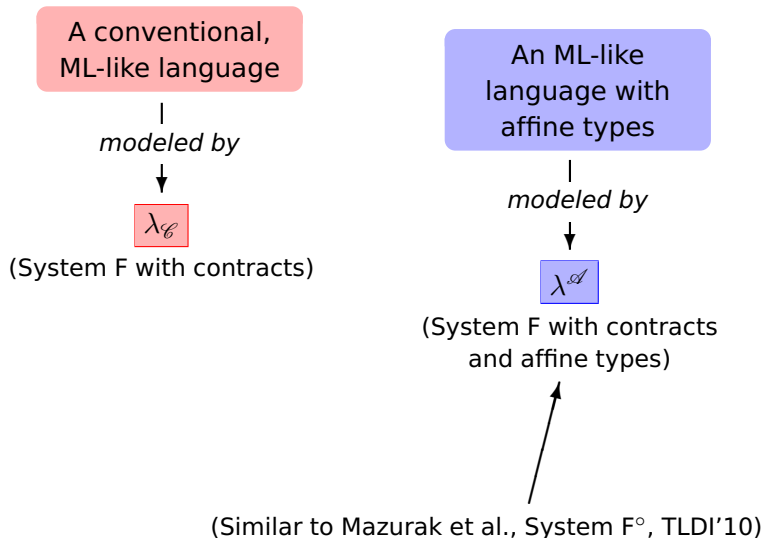 A conventional,
ML-like language
modeled by
λ𝒞
(System F with contracts)
An ML-like
language with
affine types
modeled by
λ𝒜
(System F with contracts
and affine types)
(Similar to Mazurak et al., System F°, TLDI’10)